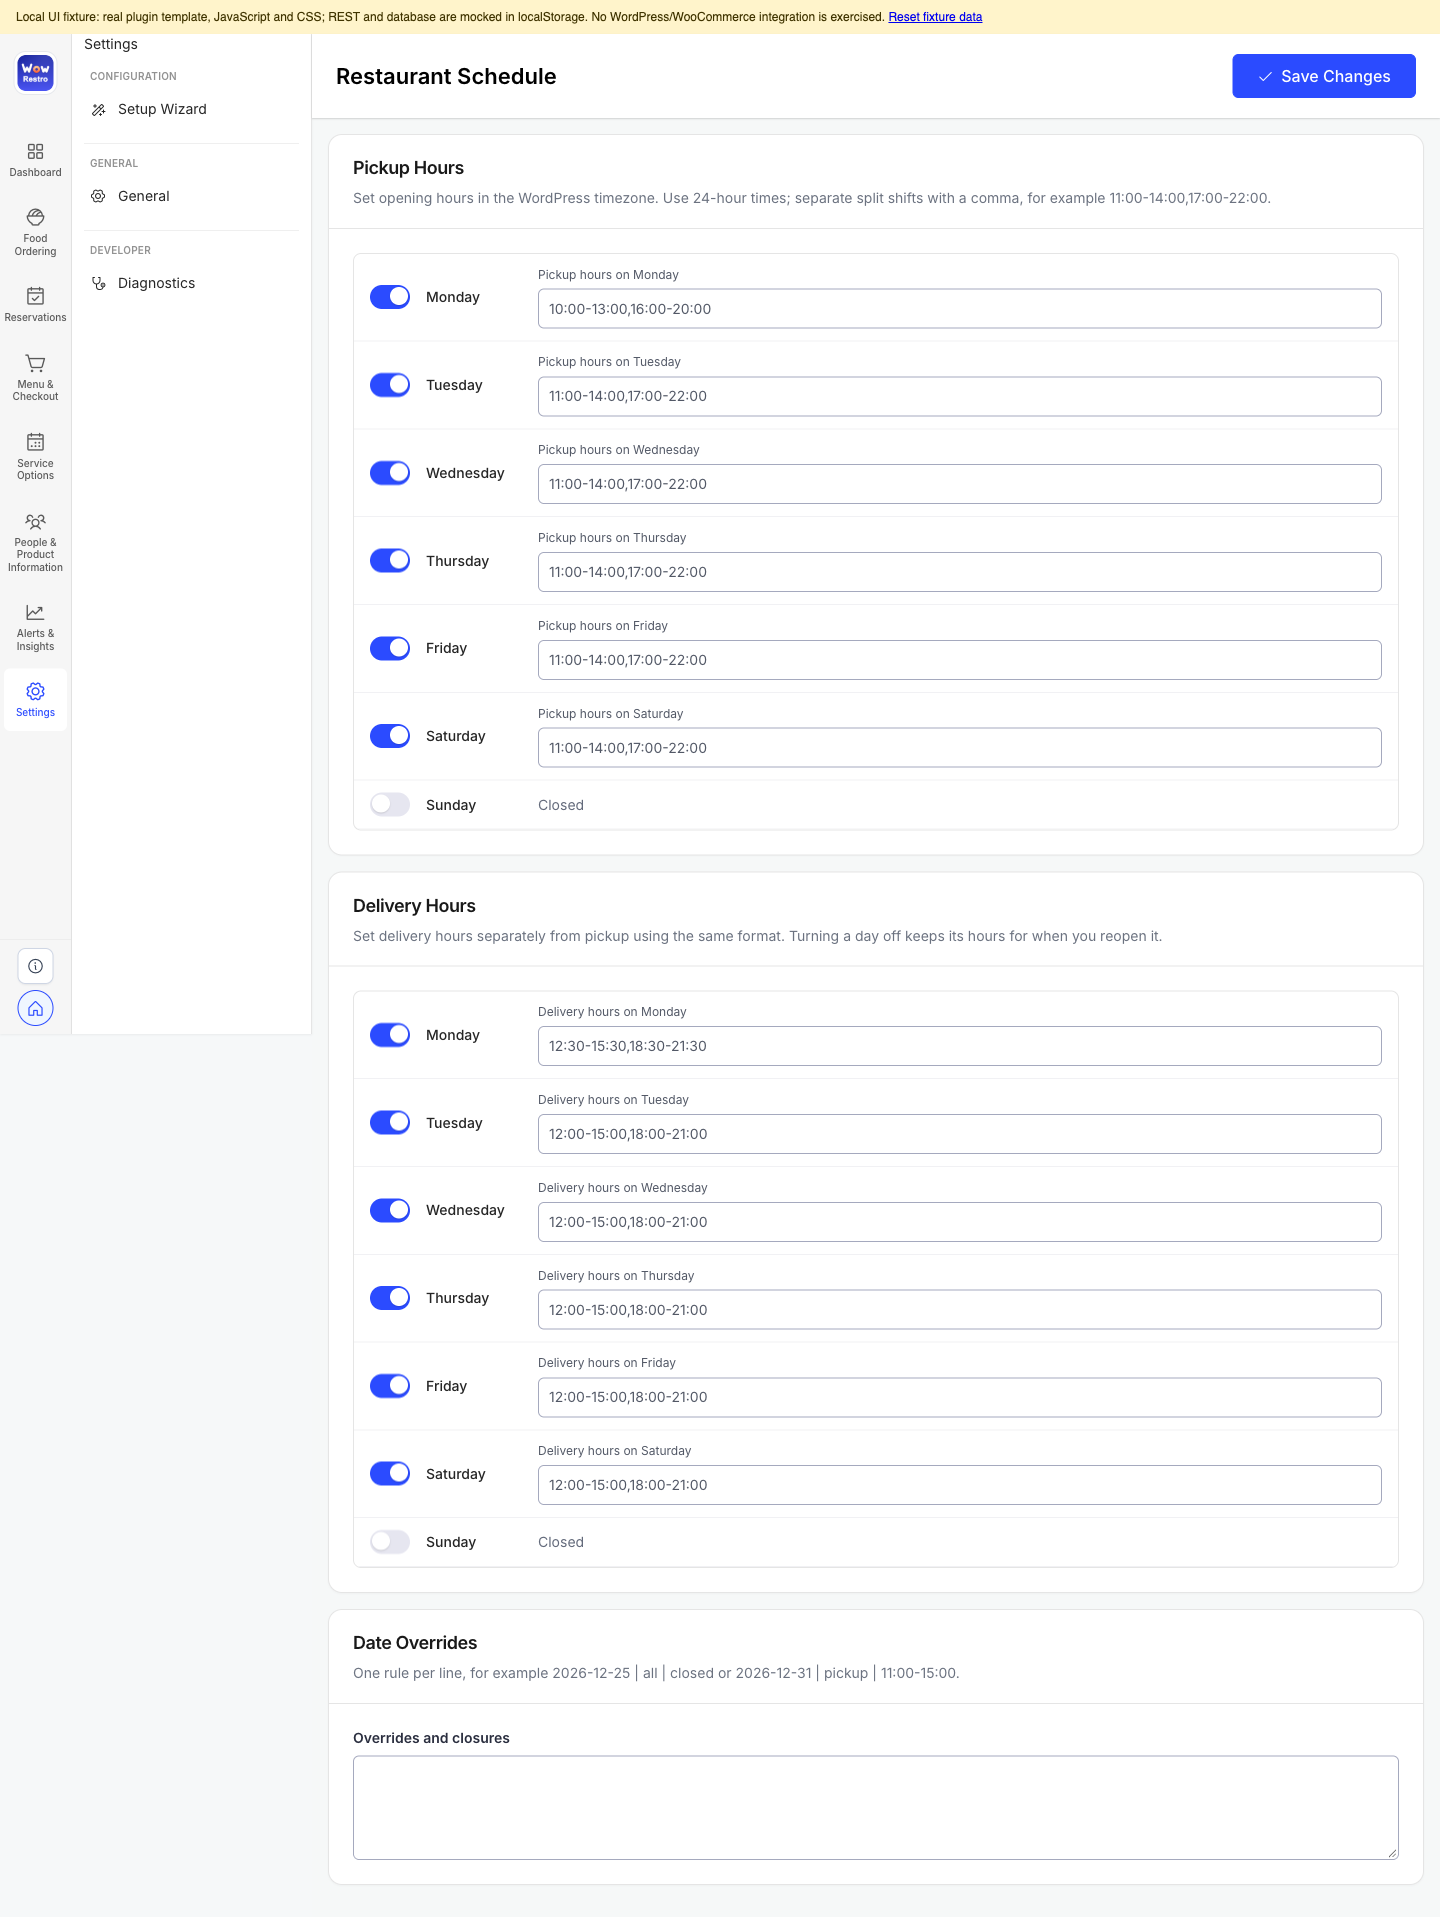 Local UI fixture: real plugin template, JavaScript and CSS; REST and database are mocked in localStorage. No WordPress/WooCommerce integration is exercised. Reset fixture data
WOW
Restro
Dashboard
Food
Ordering
Reservations
Menu &
Checkout
Service
Options
People &
Product
Information
Alerts &
Insights
Settings
Settings
CONFIGURATION
Setup Wizard
GENERAL
General
DEVELOPER
Diagnostics
Restaurant Schedule
Save Changes
Pickup Hours
Set opening hours in the WordPress timezone. Use 24-hour times; separate split shifts with a comma, for example 11:00-14:00,17:00-22:00.
Pickup hours on Monday
Monday
10:00-13:00,16:00-20:00
Pickup hours on Tuesday
Tuesday
11:00-14:00,17:00-22:00
Pickup hours on Wednesday
Wednesday
11:00-14:00,17:00-22:00
Pickup hours on Thursday
Thursday
11:00-14:00,17:00-22:00
Pickup hours on Friday
Friday
11:00-14:00,17:00-22:00
Pickup hours on Saturday
Saturday
11:00-14:00,17:00-22:00
Sunday
Closed
Delivery Hours
Set delivery hours separately from pickup using the same format. Turning a day off keeps its hours for when you reopen it.
Delivery hours on Monday
Monday
12:30-15:30,18:30-21:30
Delivery hours on Tuesday
Tuesday
12:00-15:00,18:00-21:00
Delivery hours on Wednesday
Wednesday
12:00-15:00,18:00-21:00
Delivery hours on Thursday
Thursday
12:00-15:00,18:00-21:00
Delivery hours on Friday
Friday
12:00-15:00,18:00-21:00
Delivery hours on Saturday
Saturday
12:00-15:00,18:00-21:00
Sunday
Closed
Date Overrides
One rule per line, for example 2026-12-25 | all | closed or 2026-12-31 | pickup | 11:00-15:00.
Overrides and closures